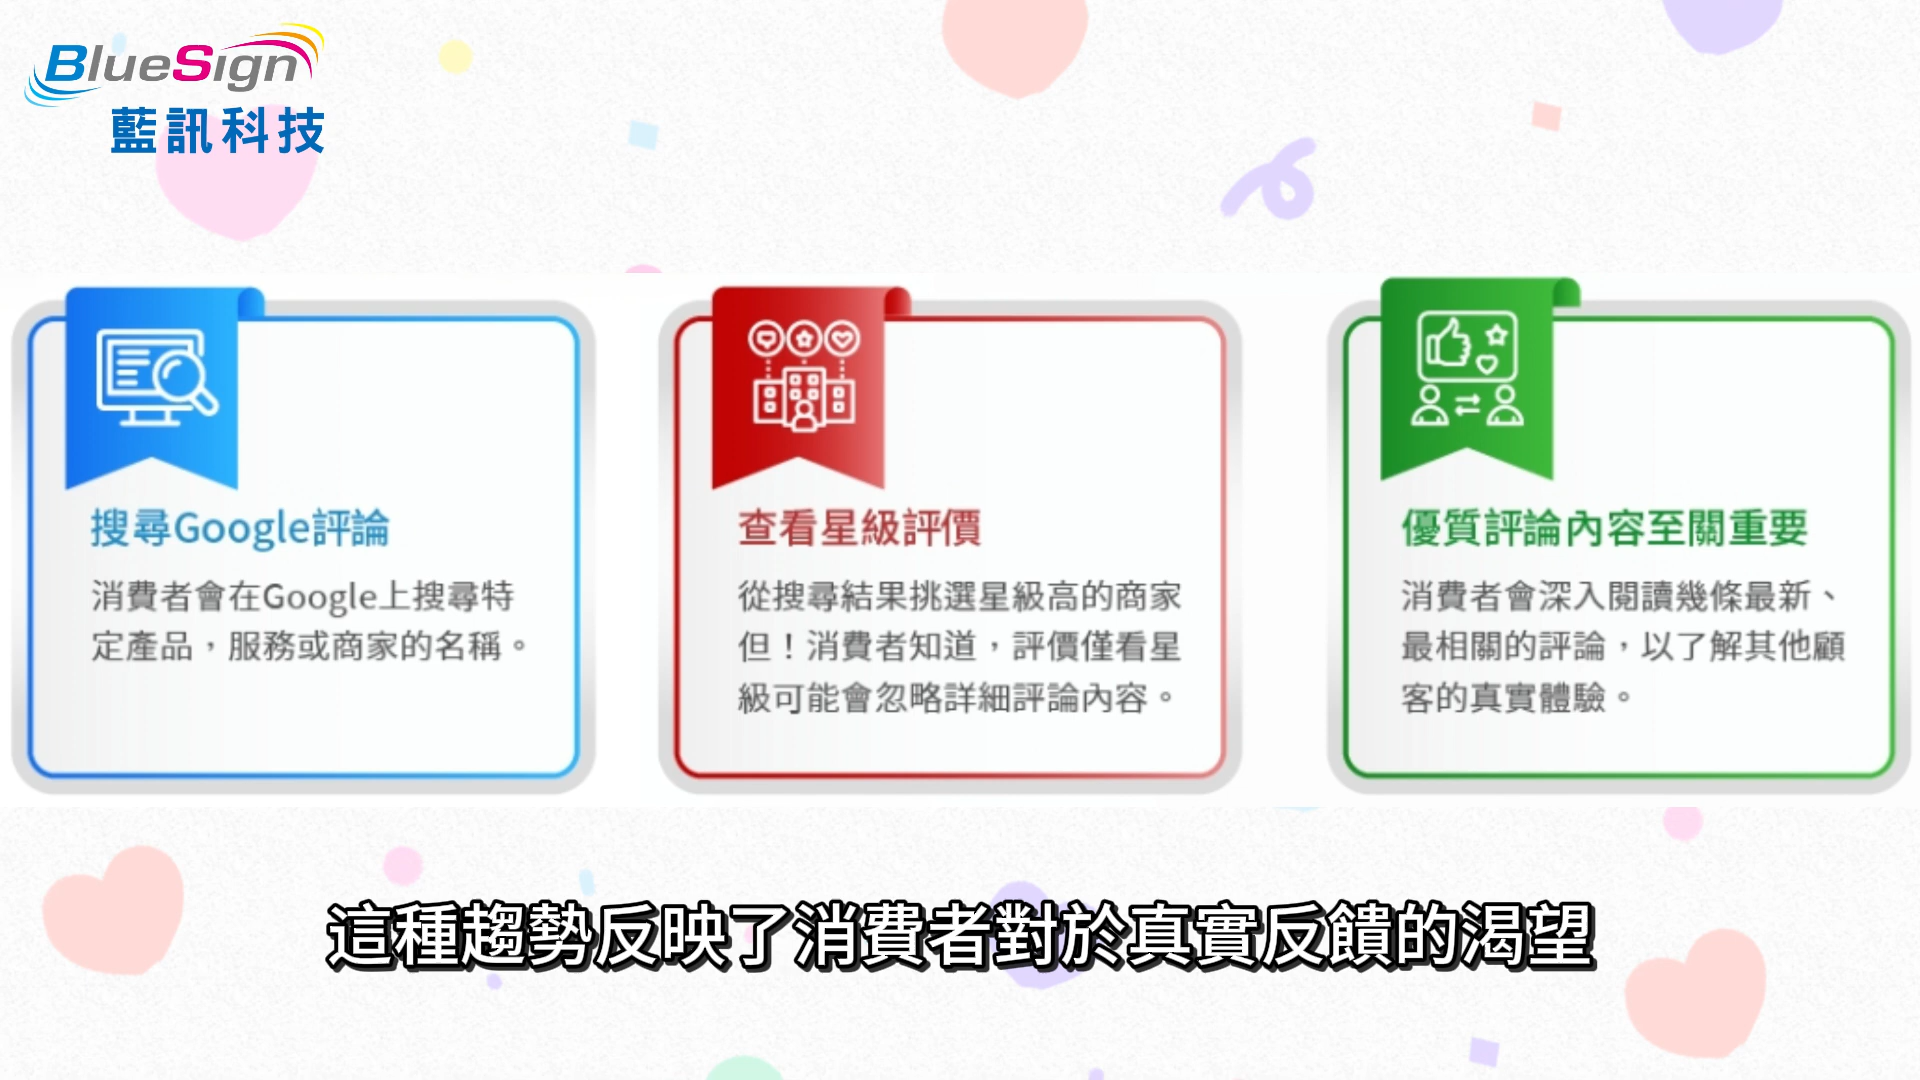 BlueSign
藍訊科技
搜尋Google評論
消費者會在Google上搜尋特
定產品，服務或商家的名稱。
查看星級評價
從搜尋結果挑選星級高的商家
但！消費者知道，評價僅看星
級可能會忽略詳細評論內容。
優質評論內容至關重要
消費者會深入閱讀幾條最新、
最相關的評論，以了解其他顧
客的真實體驗。
這種趨勢反映了消費者對於真實反饋的渴望